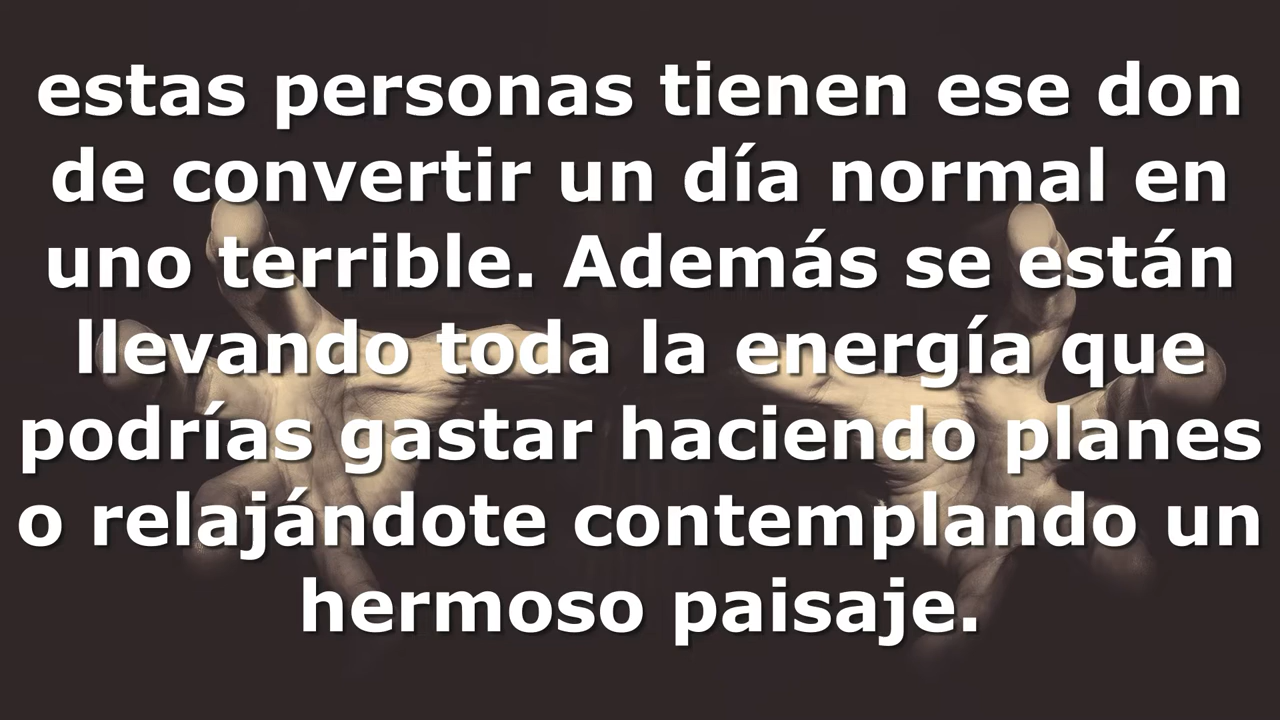 estas personas tienen ese don
de convertir un día normal en
uno terrible. Además se están
llevando toda la energía que
podrías gastar haciendo planes
o relajándote contemplando un
hermoso paisaje.